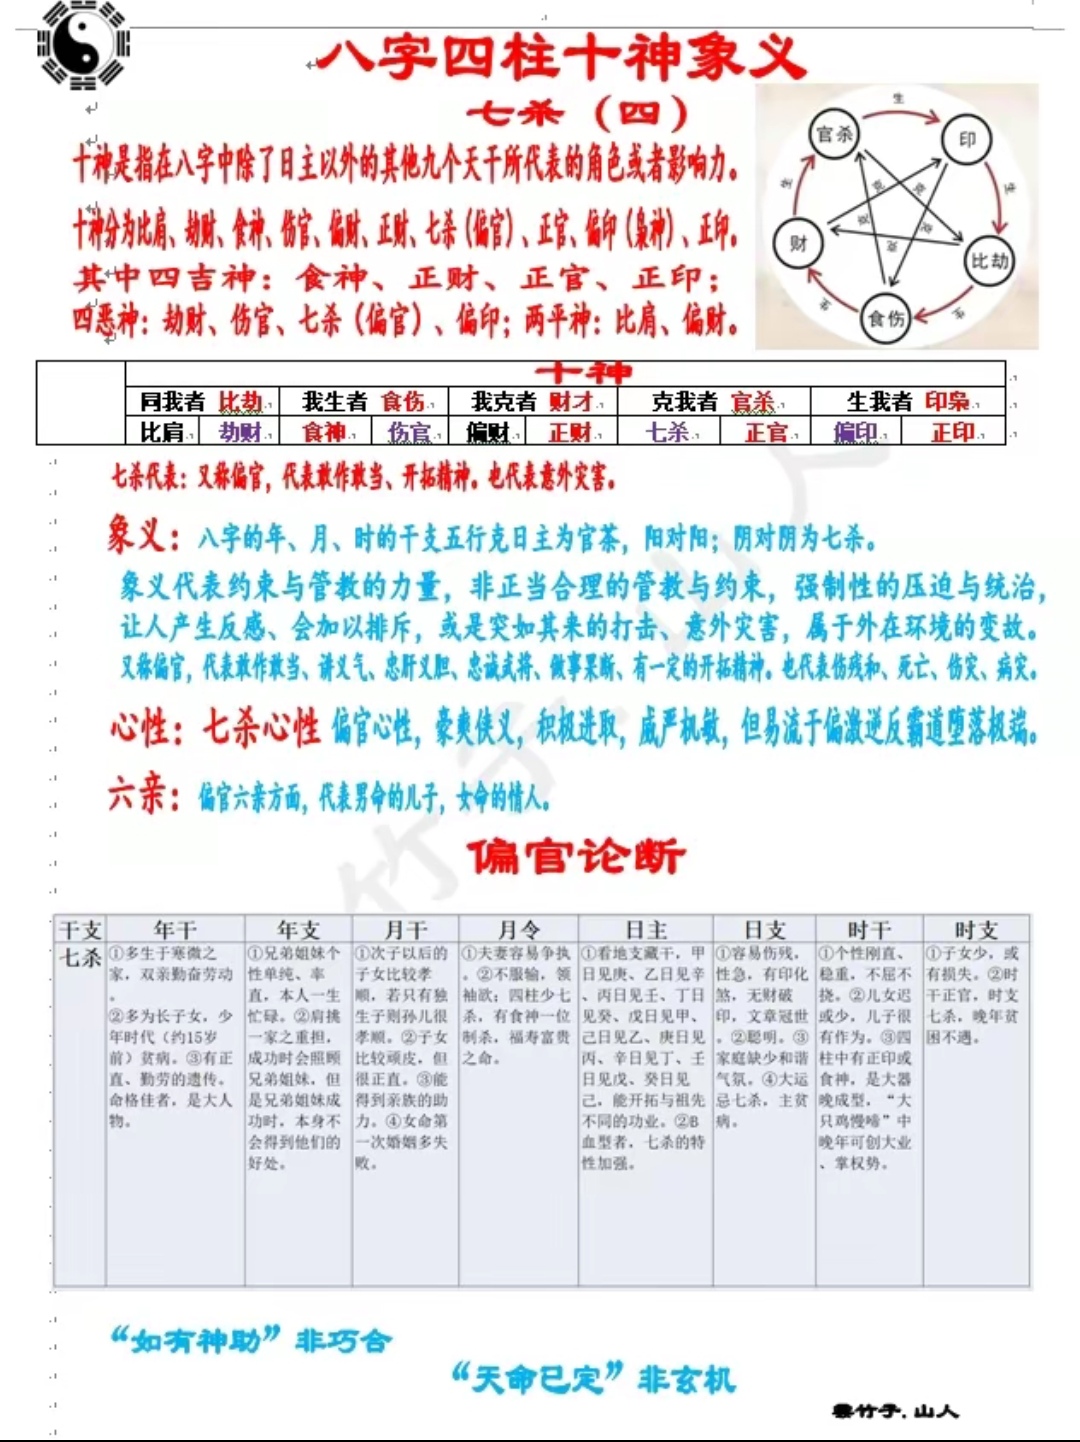 八字四柱十神象义
七杀（四）
十神是指在八字中除了日主以外的其他九个天干所代表的角色或者影响力。
十神分为比肩、劫财、食神、伤官、偏财、正财、七杀（偏官）、正官、偏印（枭神）、正印。
其中四吉神：食神、正财、正官、正印；
四恶神：劫财、伤官、七杀（偏官）、偏印；两平神：比肩、偏财。
官杀
印
比劫
食伤
财
生
生
生
生
生
克
克
克
克
克
十神
同我者 比劫
我生者 食伤
我克者 财才
克我者 官杀
生我者 印枭
比肩
劫财
食神
伤官
偏财
正财
七杀
正官
偏印
正印
七杀代表：又称偏官，代表敢作敢当、开拓精神。也代表意外灾害。
象义：八字的年、月、时的干支五行克日主为官茶，阳对阳；阴对阴为七杀。
象义代表约束与管教的力量，非正当合理的管教与约束，强制性的压迫与统治，
让人产生反感、会加以排斥，或是突如其来的打击、意外灾害，属于外在环境的变故。
又称偏官，代表敢作敢当、讲义气、忠肝义胆、忠诚武将、做事果断、有一定的开拓精神。也代表伤残和、死亡、伤灾、病灾。
心性：七杀心性 偏官心性，豪爽侠义，积极进取，威严机敏，但易流于偏激逆反霸道堕落极端。
六亲：偏官六亲方面，代表男命的儿子，女命的情人。
偏官论断
干支
年干
年支
月干
月令
日主
日支
时干
时支
七杀
①多生于寒微之
家，双亲勤奋劳动
。
②多为长子女，少
年时代（约15岁
前）贫病。③有正
直、勤劳的遗传。
命格佳者，是大人
物。
①兄弟姐妹个
性单纯、率
直，本人一生
忙碌。②肩挑
一家之重担，
成功时会照顾
兄弟姐妹，但
是兄弟姐妹成
功时，本身不
会得到他们的
好处。
①次子以后的
子女比较孝
顺，若只有独
生子则孙儿很
孝顺。②子女
比较顽皮，但
很正直。③能
得到亲族的助
力。④女命第
一次婚姻多失
败。
①夫妻容易争执
。②不服输，领
袖欲；四柱少七
杀，有食神一位
制杀，福寿富贵
之命。
①看地支藏干，甲
日见庚、乙日见辛
、丙日见壬、丁日
见癸、戊日见甲、
己日见乙、庚日见
丙、辛日见丁、壬
日见戊、癸日见
己，能开拓与祖先
不同的功业。②B
血型者，七杀的特
性加强。
①容易伤残，
性急，有印化
煞，无财破
印，文章冠世
。②聪明。③
家庭缺少和谐
气氛。④大运
忌七杀，主贫
病。
①个性刚直、
稳重，不屈不
挠。②儿女迟
或少，儿子很
有作为。③四
柱中有正印或
食神，是大器
晚成型，“大
只鸡慢啼”中
晚年可创大业
、掌权势。
①子女少，或
有损失。②时
干正官，时支
七杀，晚年贫
困不遇。
“如有神助”非巧合
“天命已定”非玄机
雲竹子.山人
竹子.山人